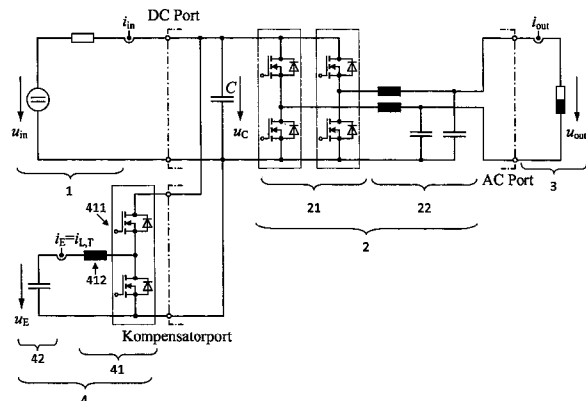 DC Port
i_in
i_out
C
u_in
u_C
u_out
1
21
22
AC Port
3
2
411
i_E=i_L,T
412
u_E
Kompensatorport
42
41
4